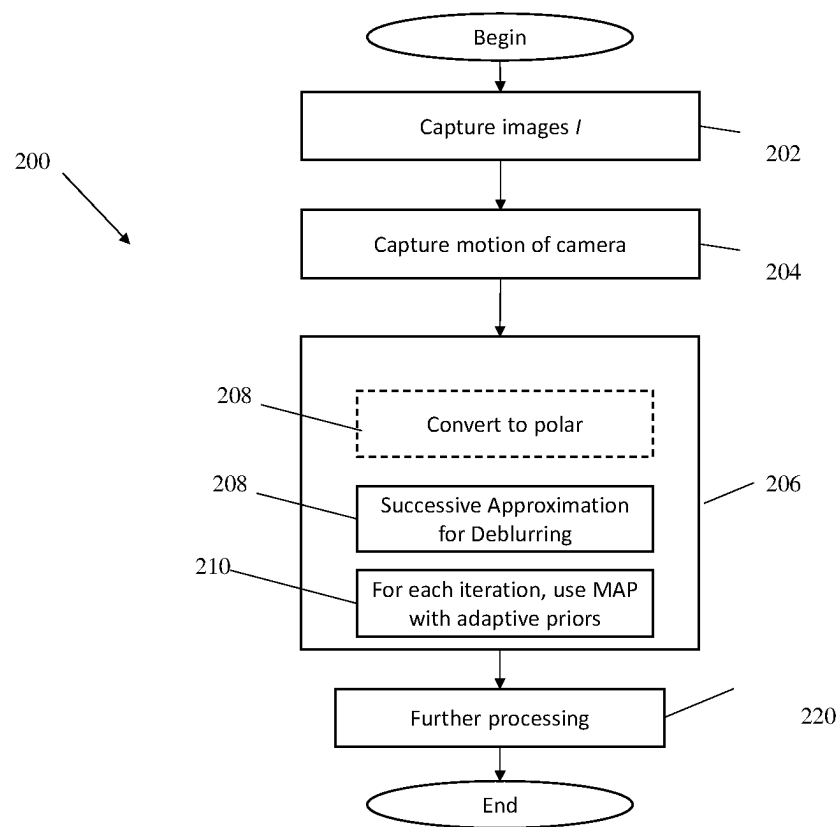 Begin
Capture images I
202
200
Capture motion of camera
204
208
Convert to polar
208
Successive Approximation
for Deblurring
206
210
For each iteration, use MAP
with adaptive priors
Further processing
220
End